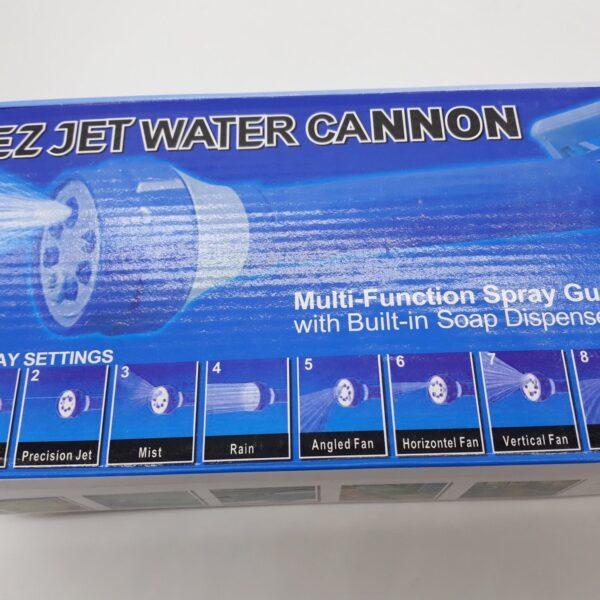 EZ JET WATER CANNON
Multi-Function Spray Gu
with Built-in Soap Dispense
AY SETTINGS
2
Precision Jet
3
Mist
4
Rain
5
Angled Fan
6
Horizontel Fan
7
Vertical Fan
8